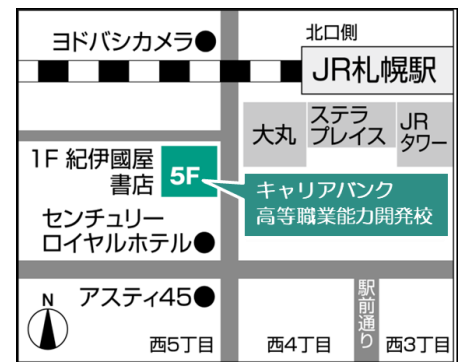 北口側
ヨドバシカメラ
JR札幌駅
大丸
ステラ
プレイス
JR
タワー
1F 紀伊國屋
書店
5F
キャリアバンク
高等職業能力開発校
センチュリー
ロイヤルホテル
アスティ45
N
駅前通り
西5丁目
西4丁目
西3丁目